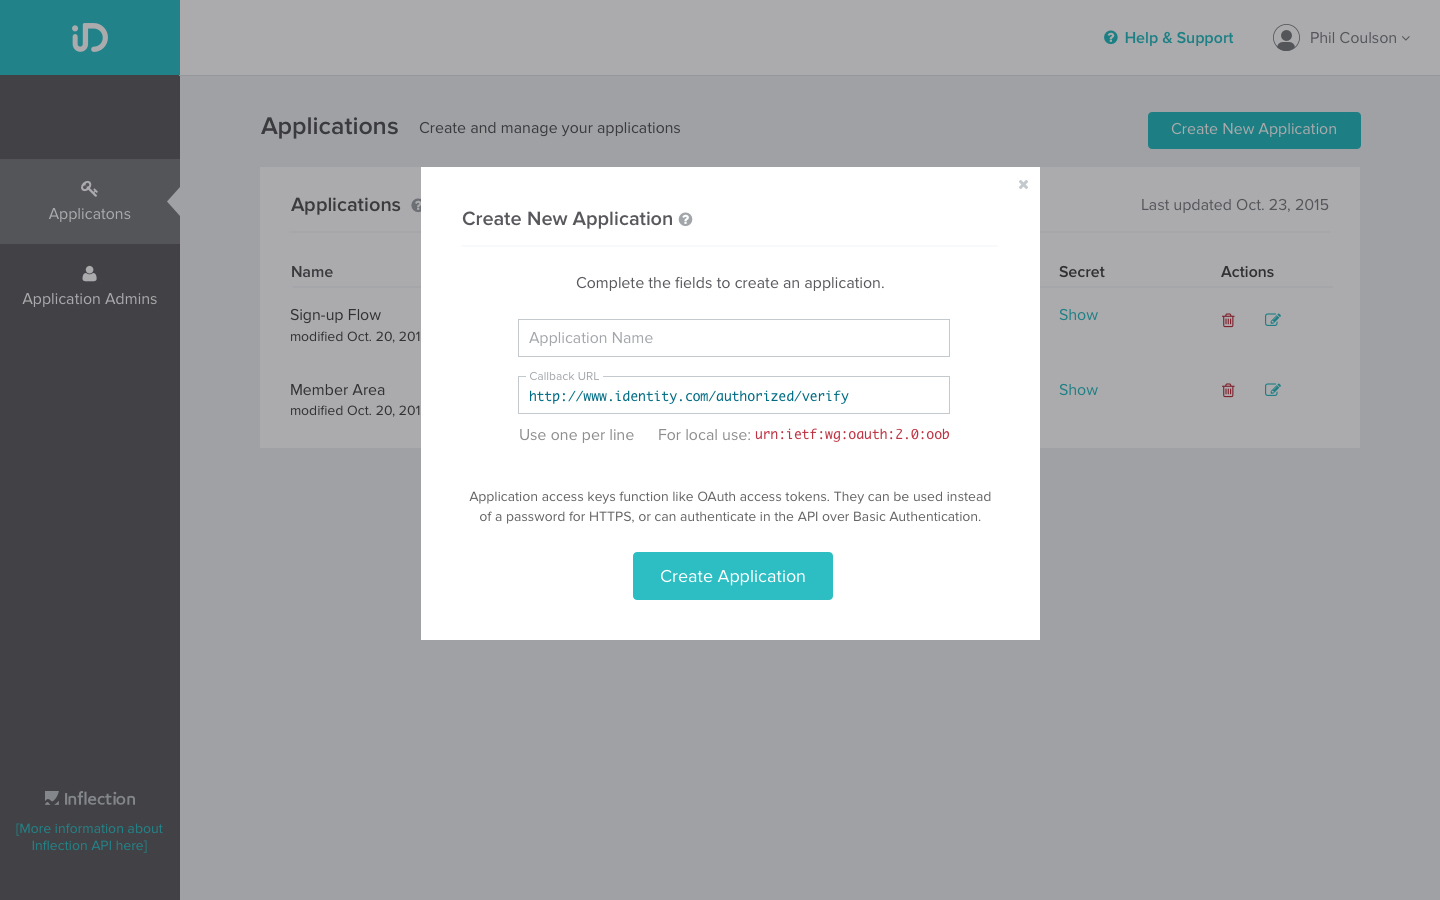 iD
Help & Support
Phil Coulson
Applications
Create and manage your applications
Create New Application
Applicatons
Application Admins
Applications
Last updated Oct. 23, 2015
Name
Secret
Actions
Sign-up Flow
modified Oct. 20, 201
Show
Member Area
modified Oct. 20, 201
Show
Create New Application
Complete the fields to create an application.
Application Name
Callback URL
http://www.identity.com/authorized/verify
Use one per line
For local use: urn:ietf:wg:oauth:2.0:oob
Application access keys function like OAuth access tokens. They can be used instead
of a password for HTTPS, or can authenticate in the API over Basic Authentication.
Create Application
Inflection
[More information about
Inflection API here]